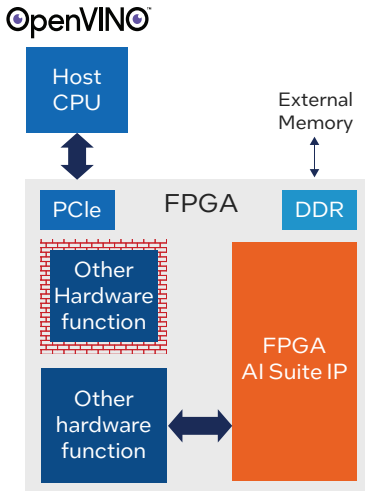 OpenVINO
Host
CPU
External
Memory
PCIe
FPGA
DDR
Other
Hardware
function
FPGA
AI Suite IP
Other
hardware
function